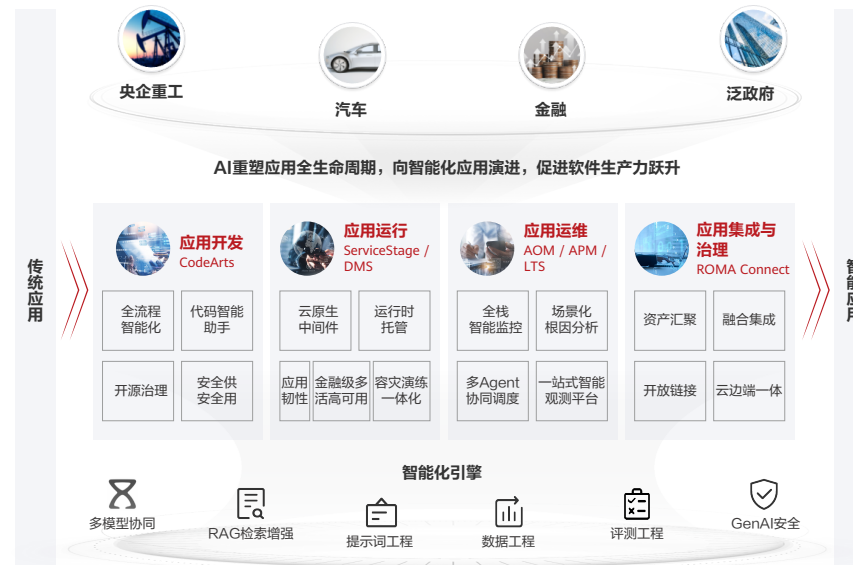 央企重工
汽车
金融
泛政府
AI重塑应用全生命周期，向智能化应用演进，促进软件生产力跃升
传统应用
应用开发
CodeArts
全流程
智能化
代码智能
助手
开源治理
安全供
安全用
应用运行
ServiceStage /
DMS
云原生
中间件
运行时
托管
应用
韧性
金融级多
活高可用
容灾演练
一体化
应用运维
AOM / APM /
LTS
全栈
智能监控
场景化
根因分析
多Agent
协同调度
一站式智能
观测平台
应用集成与
治理
ROMA Connect
资产汇聚
融合集成
开放链接
云边端一体
智能应用
智能化引擎
多模型协同
RAG检索增强
提示词工程
数据工程
评测工程
GenAI安全